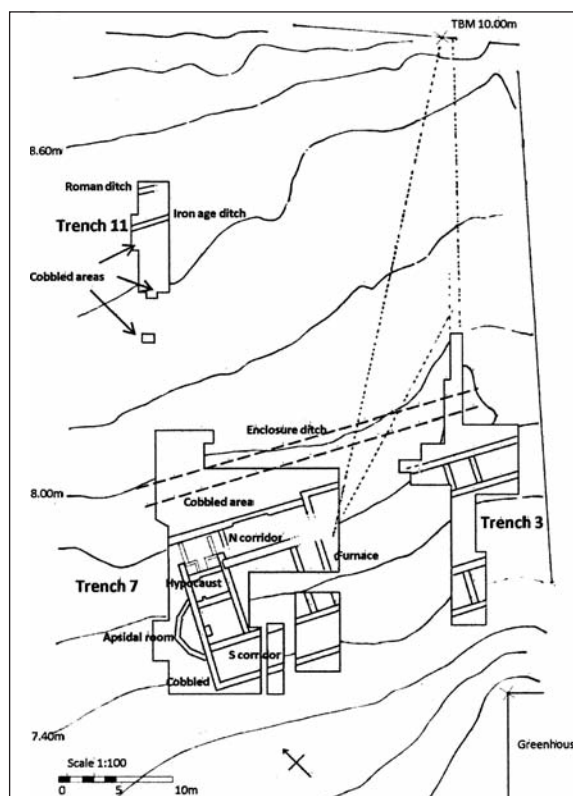 TBM 10.00m
8.60m
Roman ditch
Iron age ditch
Trench 11
Cobbled areas
Enclosure ditch
8.00m
Cobbled area
N corridor
Trench 3
Furnace
Trench 7
Hypocaust
Apsidal room
S corridor
Cobbled
7.40m
Scale 1:100
0 5 10m
Greenhous